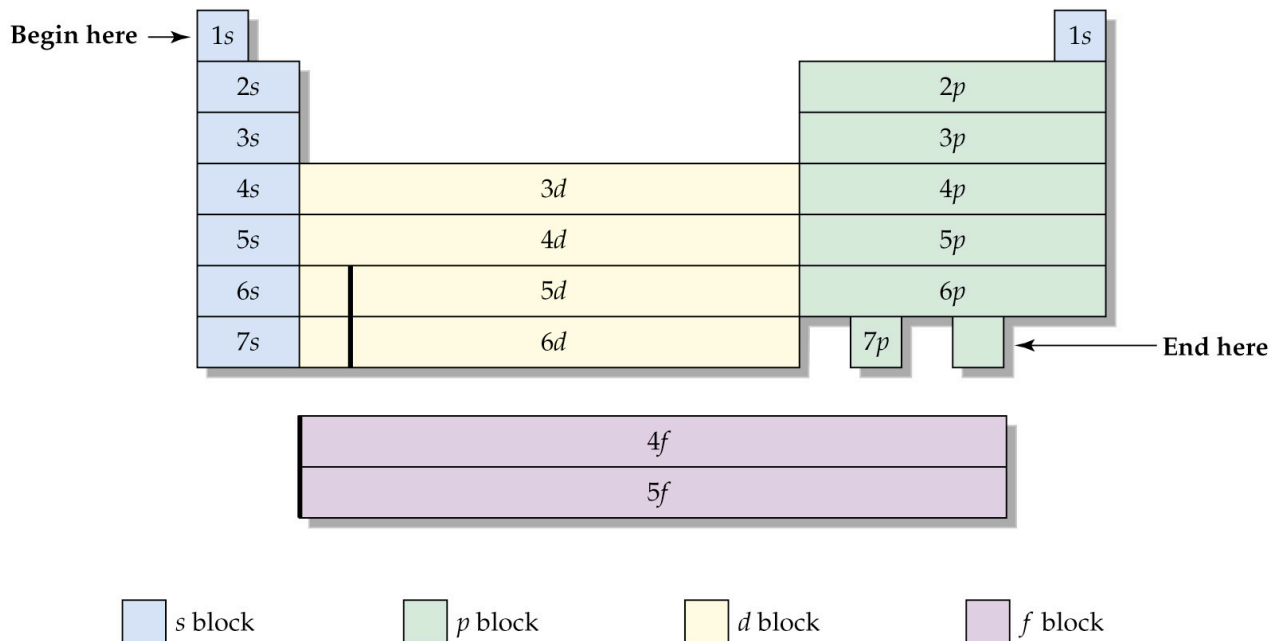 Begin here 1s 1s
2s 2p
3s 3p
4s 3d 4p
5s 4d 5p
6s 5d 6p
7s 6d 7p End here
4f
5f
s block p block d block f block